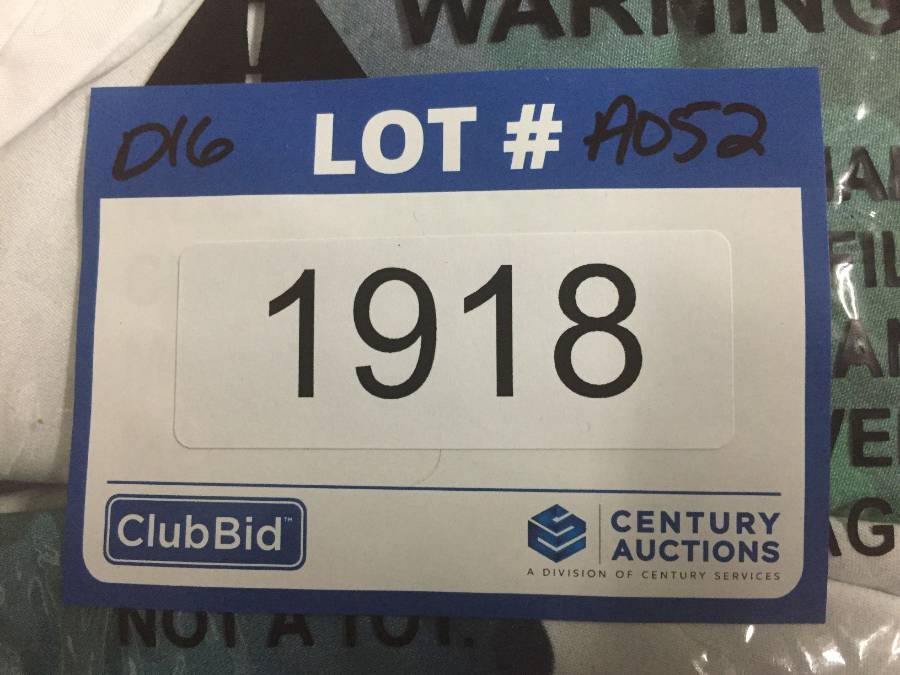 WARNING
D16 LOT # A052
1918
ClubBid™
CENTURY
AUCTIONS
A DIVISION OF CENTURY SERVICES
NOT A TOY.